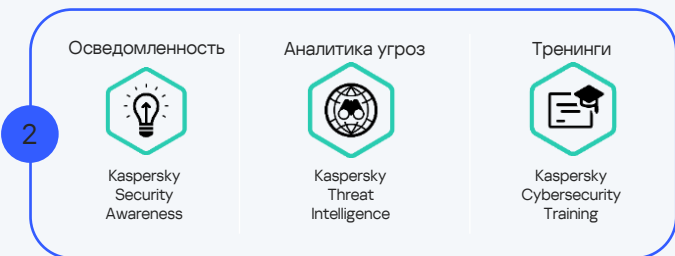 Осведомленность
Аналитика угроз
Тренинги
2
Kaspersky
Security
Awareness
Kaspersky
Threat
Intelligence
Kaspersky
Cybersecurity
Training